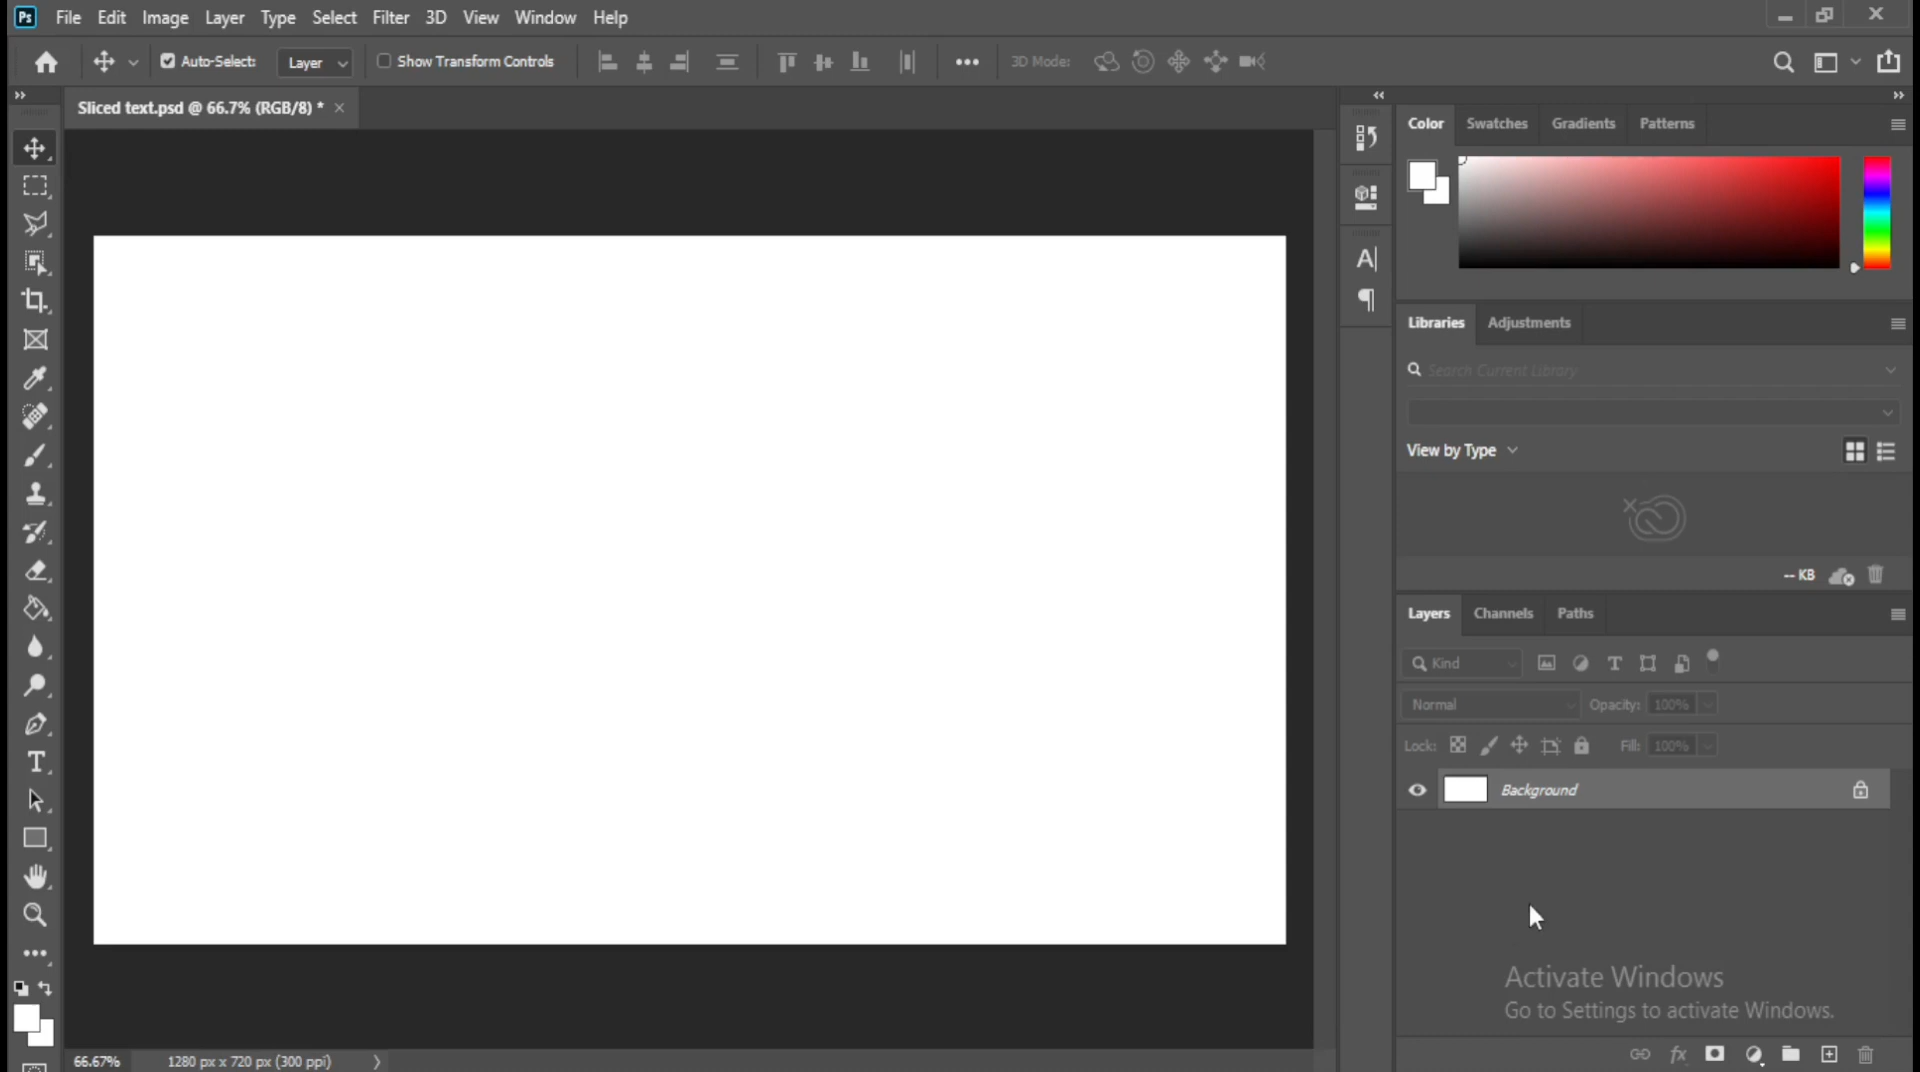 Ps File Edit Image Layer Type Select Filter 3D View Window Help
Auto-Select: Layer Show Transform Controls 3D Mode:
Sliced text.psd @ 66.7% (RGB/8) *
Color Swatches Gradients Patterns
Libraries Adjustments
Search Current Library
View by Type
-- KB
Layers Channels Paths
Kind
Normal Opacity: 100%
Lock: Fill: 100%
Background
Activate Windows
Go to Settings to activate Windows.
66.67% 1280 px x 720 px (300 ppi)